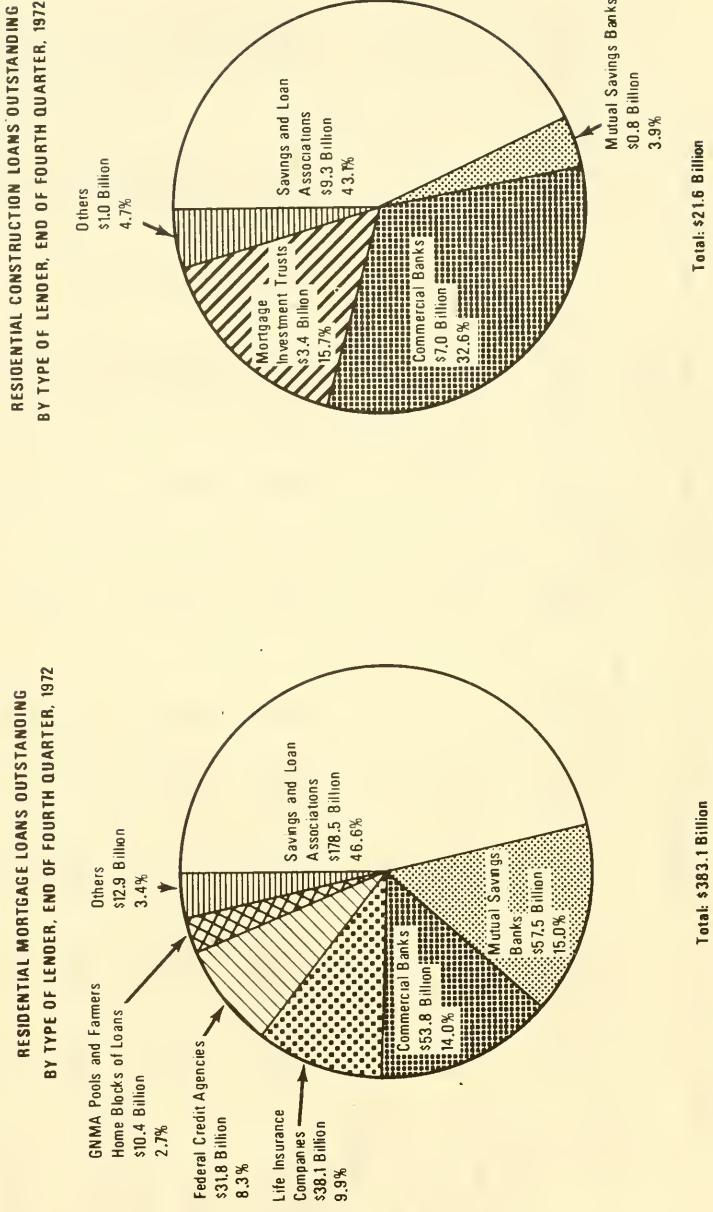 RESIDENTIAL MORTGAGE LOANS OUTSTANDING
BY TYPE OF LENDER, END OF FOURTH QUARTER, 1972
Others
$12.9 Billion
3.4%
GNMA Pools and Farmers
Home Blocks of Loans
$10.4 Billion
2.7%
Federal Credit Agencies
$31.8 Billion
8.3%
Life Insurance
Companies
$38.1 Billion
9.9%
Savings and Loan
Associations
$178.5 Billion
46.6%
Commercial Banks
$53.8 Billion
14.0%
Mutual Savings
Banks $57.5 Billion
15.0%
Total: $383.1 Billion
RESIDENTIAL CONSTRUCTION LOANS OUTSTANDING
BY TYPE OF LENDER, END OF FOURTH QUARTER, 1972
Others
$1.0 Billion
4.7%
Savings and Loan
Associations
$9.3 Billion
43.1%
Mortgage
Investment Trusts
$3.4 Billion
15.7%
Commercial Banks
$7.0 Billion
32.6%
Mutual Savings Banks
$0.8 Billion
3.9%
Total: $21.6 Billion